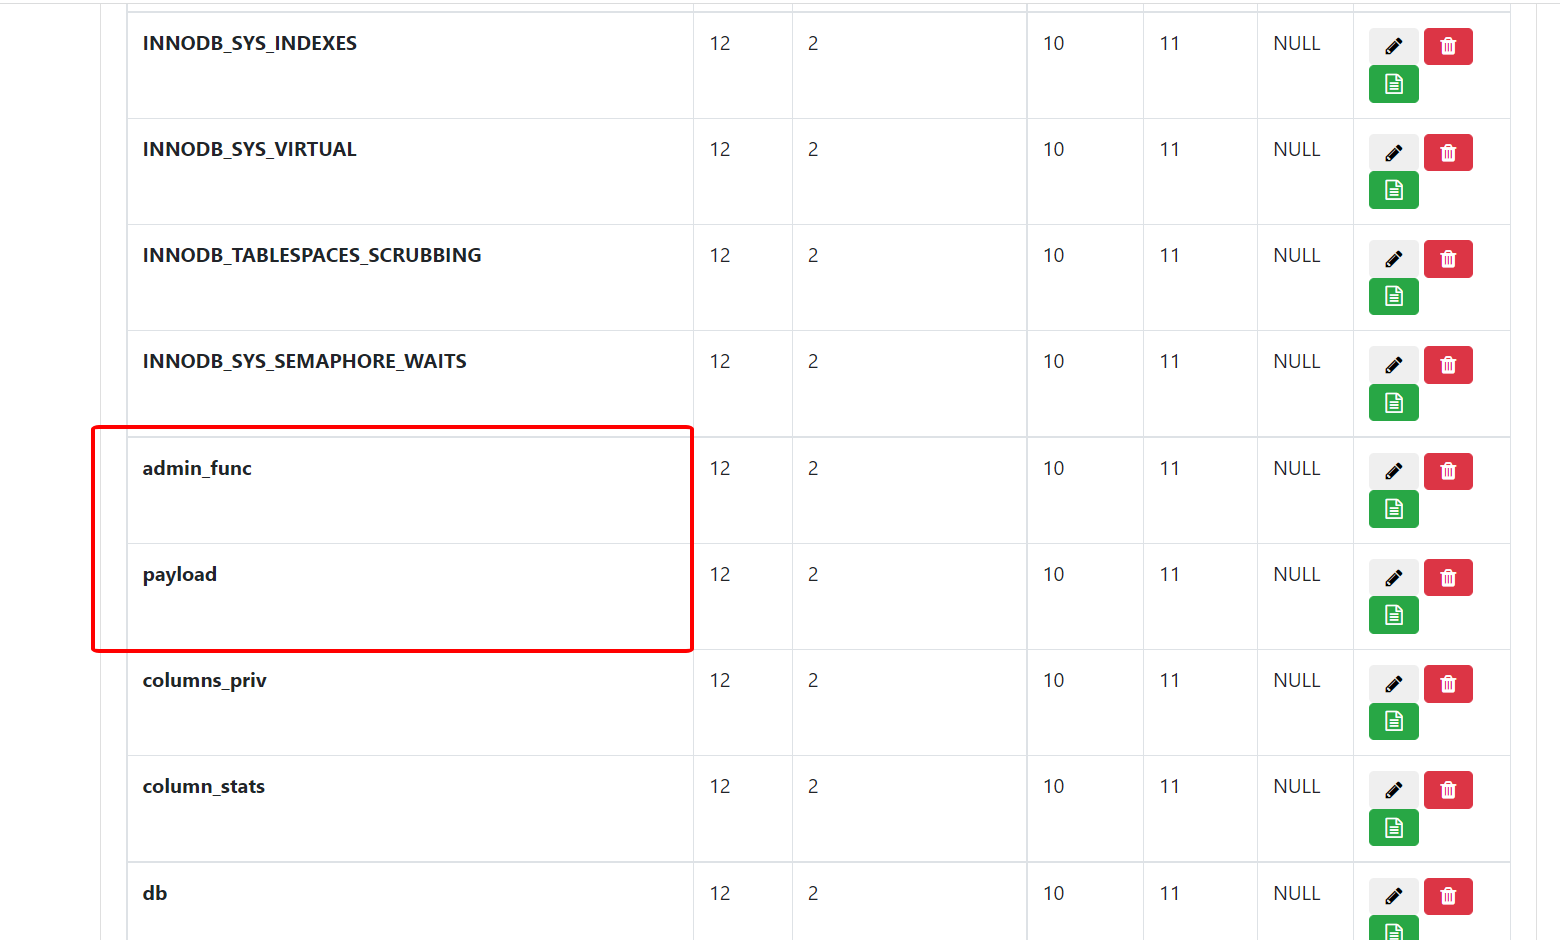 INNODB_SYS_INDEXES 12 2 10 11 NULL
INNODB_SYS_VIRTUAL 12 2 10 11 NULL
INNODB_TABLESPACES_SCRUBBING 12 2 10 11 NULL
INNODB_SYS_SEMAPHORE_WAITS 12 2 10 11 NULL
admin_func 12 2 10 11 NULL
payload 12 2 10 11 NULL
columns_priv 12 2 10 11 NULL
column_stats 12 2 10 11 NULL
db 12 2 10 11 NULL